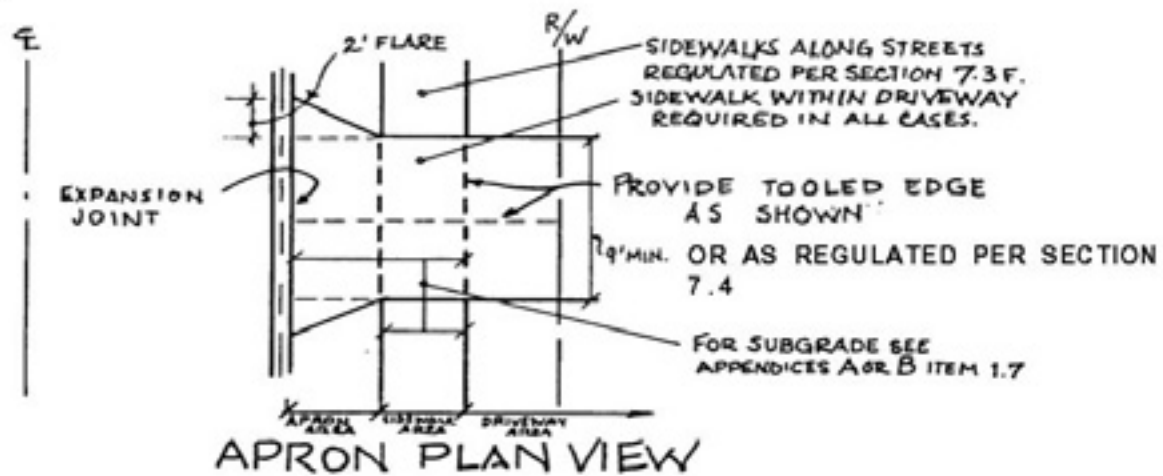 ℄
2' FLARE
R/W
SIDEWALKS ALONG STREETS
REGULATED PER SECTION 7.3 F.
SIDEWALK WITHIN DRIVEWAY
REQUIRED IN ALL CASES.
EXPANSION
JOINT
PROVIDE TOOLED EDGE
AS SHOWN
9' MIN. OR AS REGULATED PER SECTION
7.4
FOR SUBGRADE SEE
APPENDICES A OR B ITEM 1.7
APRON AREA
SIDEWALK AREA
DRIVEWAY AREA
APRON PLAN VIEW